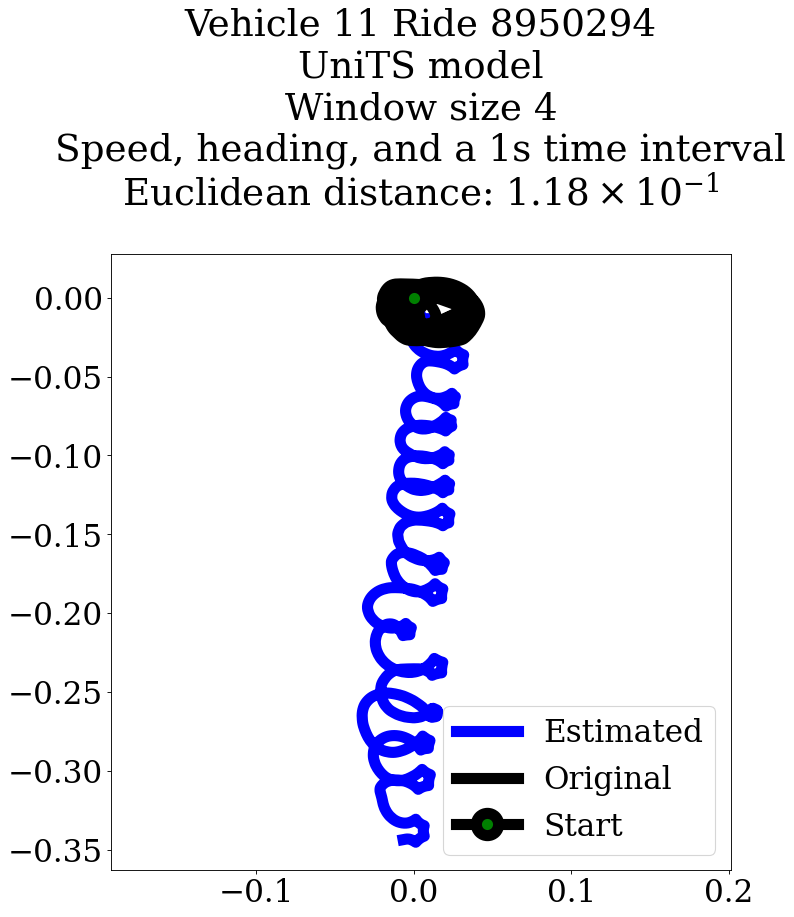 Vehicle 11 Ride 8950294
UniTS model
Window size 4
Speed, heading, and a 1s time interval
Euclidean distance: 1.18 × 10⁻¹
0.00
−0.05
−0.10
−0.15
−0.20
−0.25
−0.30
−0.35
Estimated
Original
Start
−0.1 0.0 0.1 0.2